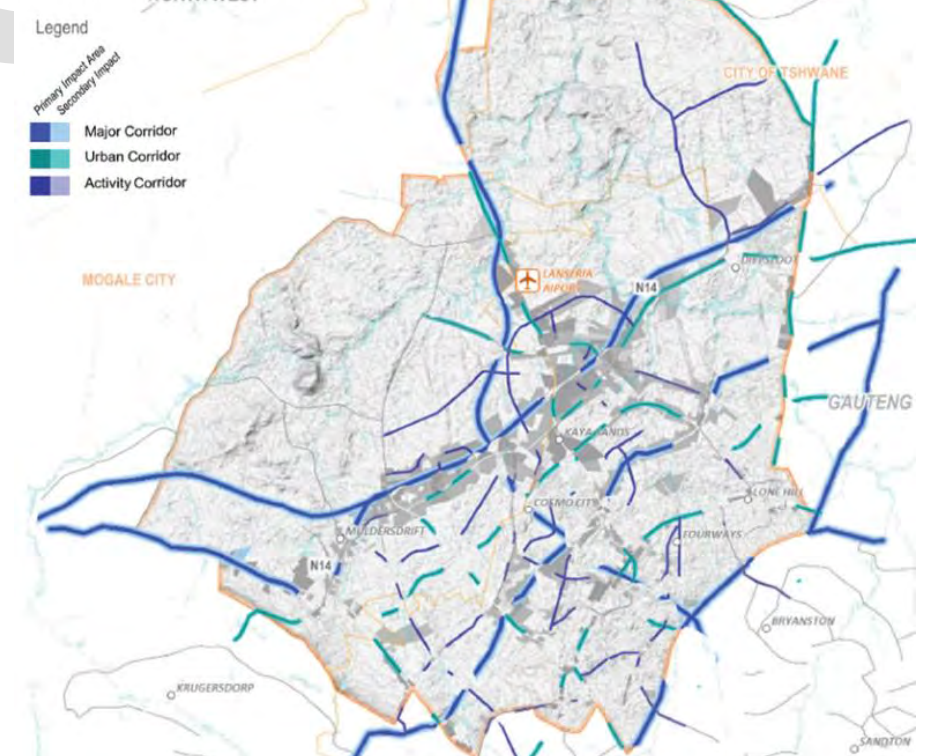 Legend
Primary Impact Area
Secondary Impact
Major Corridor
Urban Corridor
Activity Corridor
CITY OF TSHWANE
MOGALE CITY
LANSERIA
AIPORT
N14
DIEPSLOOT
GAUTENG
KAYA SANDS
COSMO CITY
LONE HILL
MULDERSDRIFT
FOURWAYS
N14
BRYANSTON
KRUGERSDORP
SANDTON